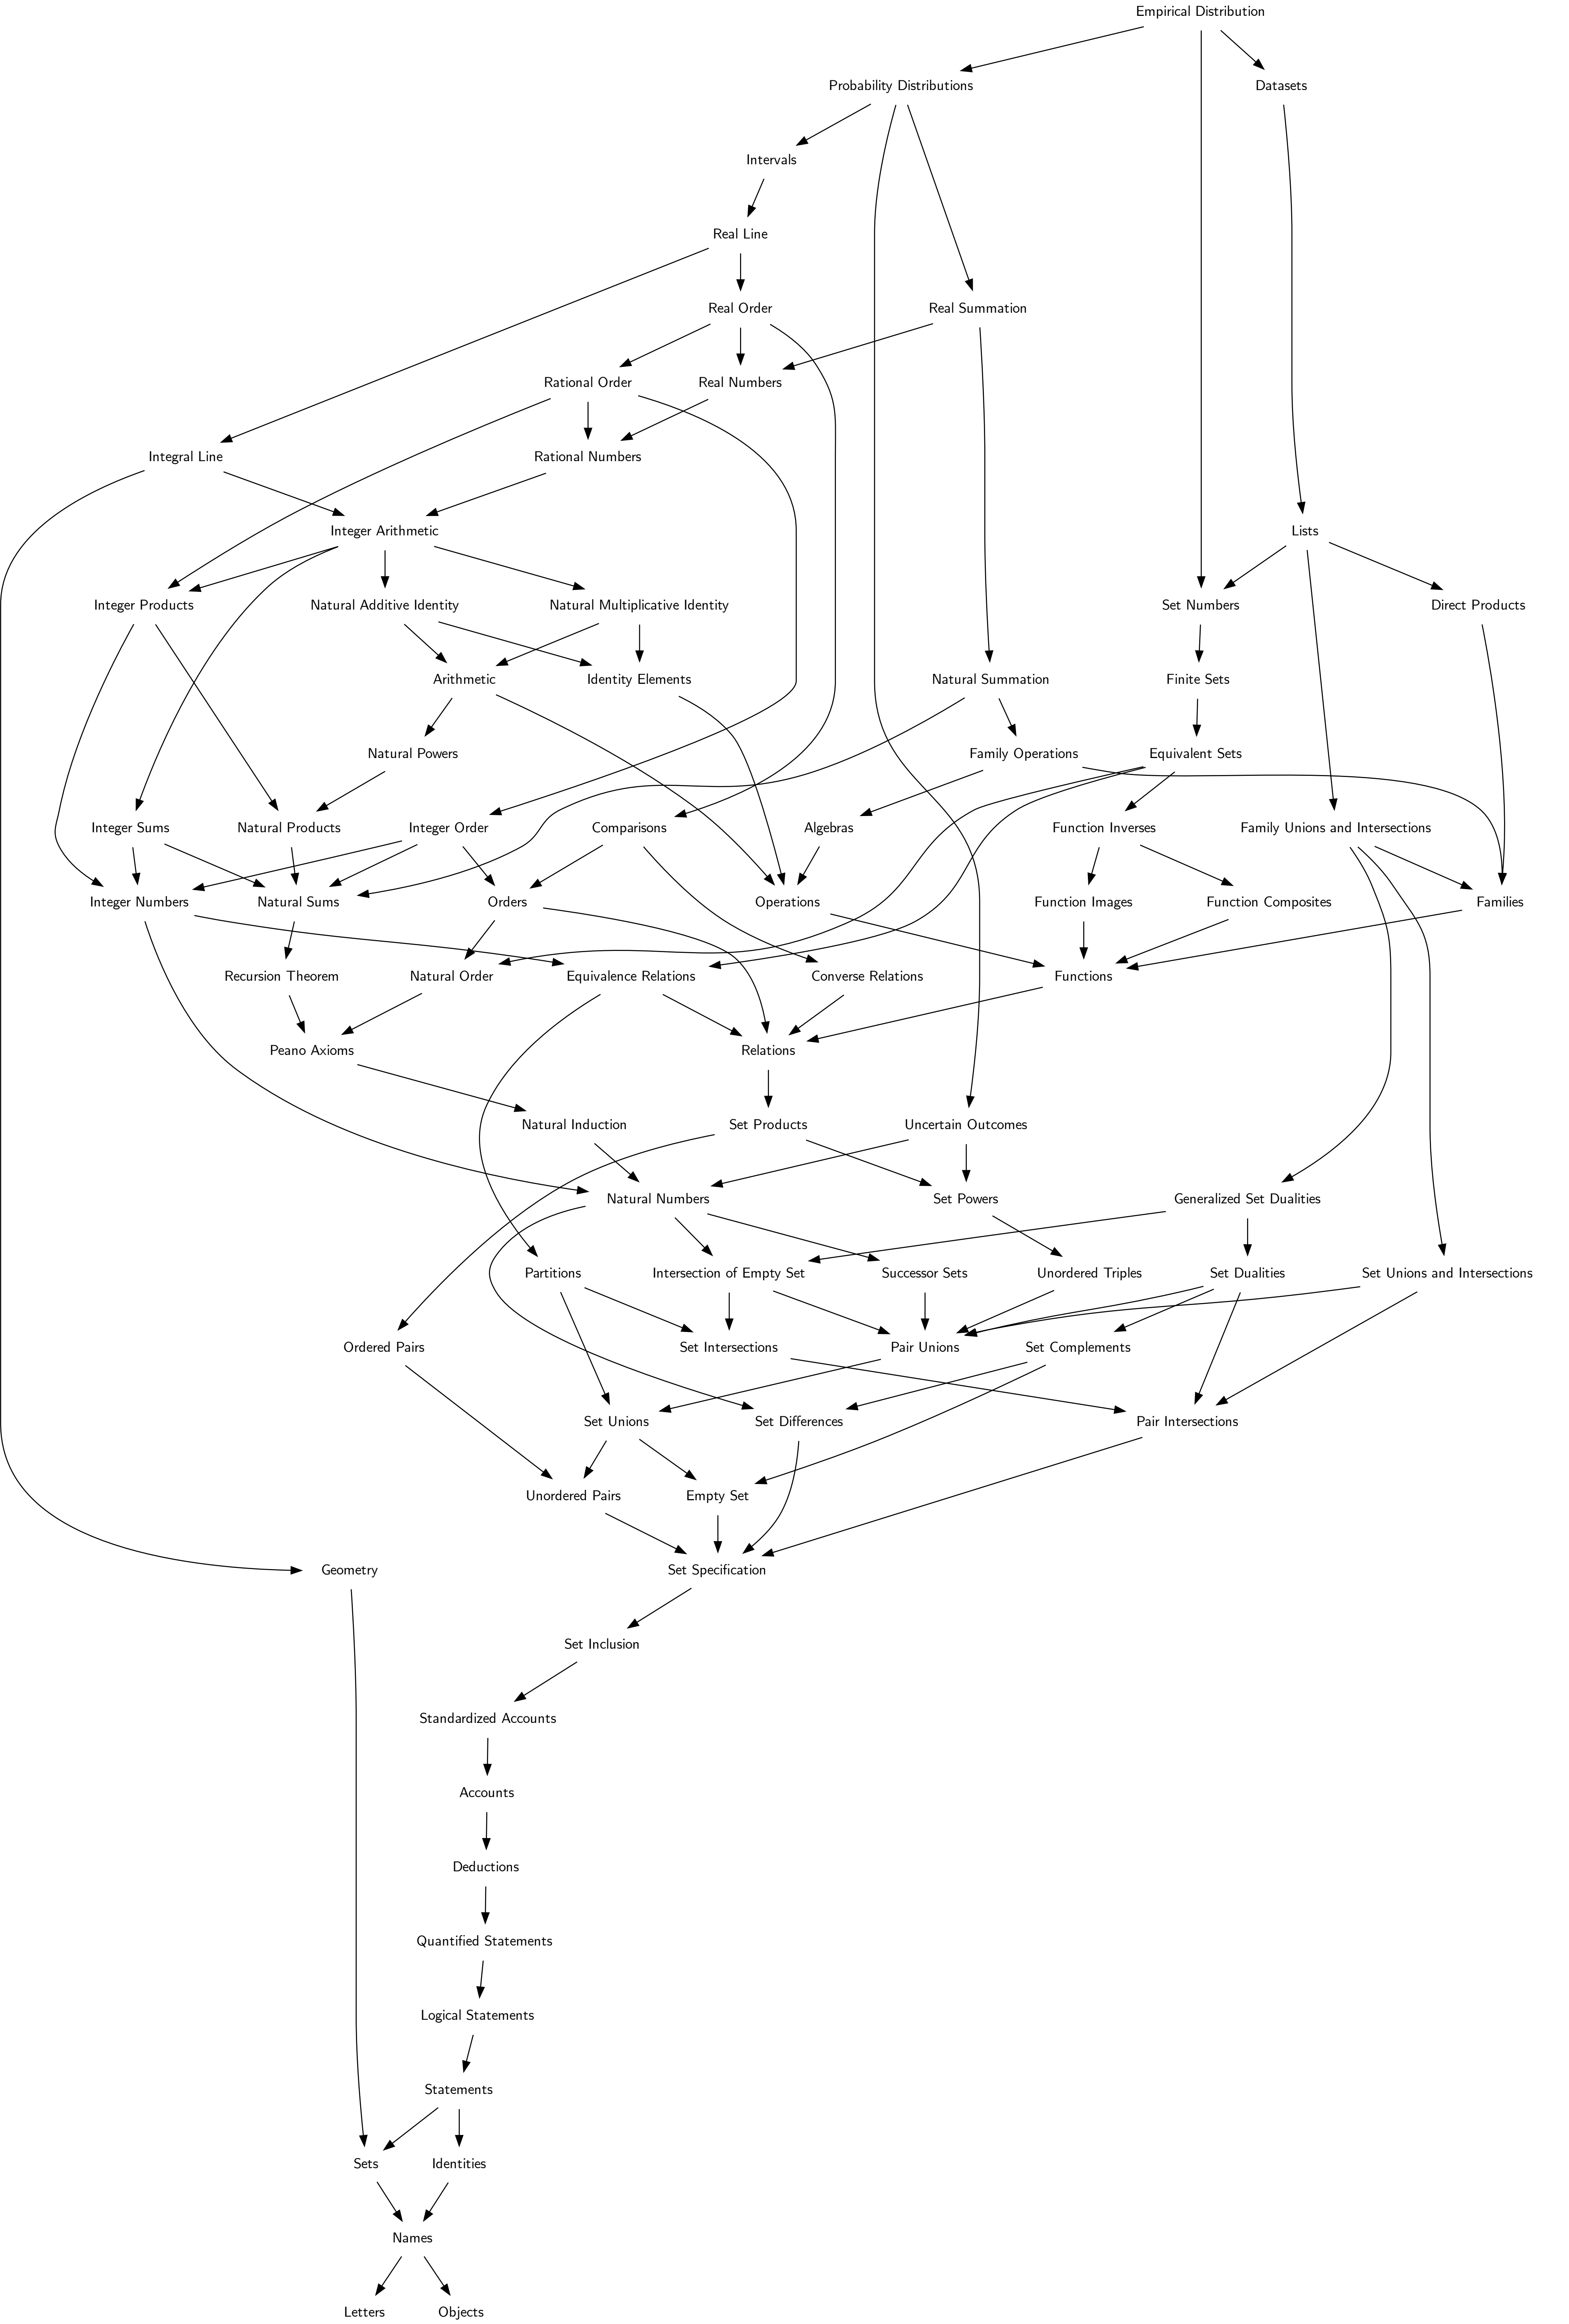 Empirical Distribution
Probability Distributions
Datasets
Intervals
Real Line
Real Order
Real Summation
Rational Order
Real Numbers
Integral Line
Rational Numbers
Integer Arithmetic
Lists
Integer Products
Natural Additive Identity
Natural Multiplicative Identity
Set Numbers
Direct Products
Arithmetic
Identity Elements
Natural Summation
Finite Sets
Natural Powers
Family Operations
Equivalent Sets
Integer Sums
Natural Products
Integer Order
Comparisons
Algebras
Function Inverses
Family Unions and Intersections
Integer Numbers
Natural Sums
Orders
Operations
Function Images
Function Composites
Families
Recursion Theorem
Natural Order
Equivalence Relations
Converse Relations
Functions
Peano Axioms
Relations
Natural Induction
Set Products
Uncertain Outcomes
Natural Numbers
Set Powers
Generalized Set Dualities
Partitions
Intersection of Empty Set
Successor Sets
Unordered Triples
Set Dualities
Set Unions and Intersections
Ordered Pairs
Set Intersections
Pair Unions
Set Complements
Set Unions
Set Differences
Pair Intersections
Unordered Pairs
Empty Set
Geometry
Set Specification
Set Inclusion
Standardized Accounts
Accounts
Deductions
Quantified Statements
Logical Statements
Statements
Sets
Identities
Names
Letters
Objects